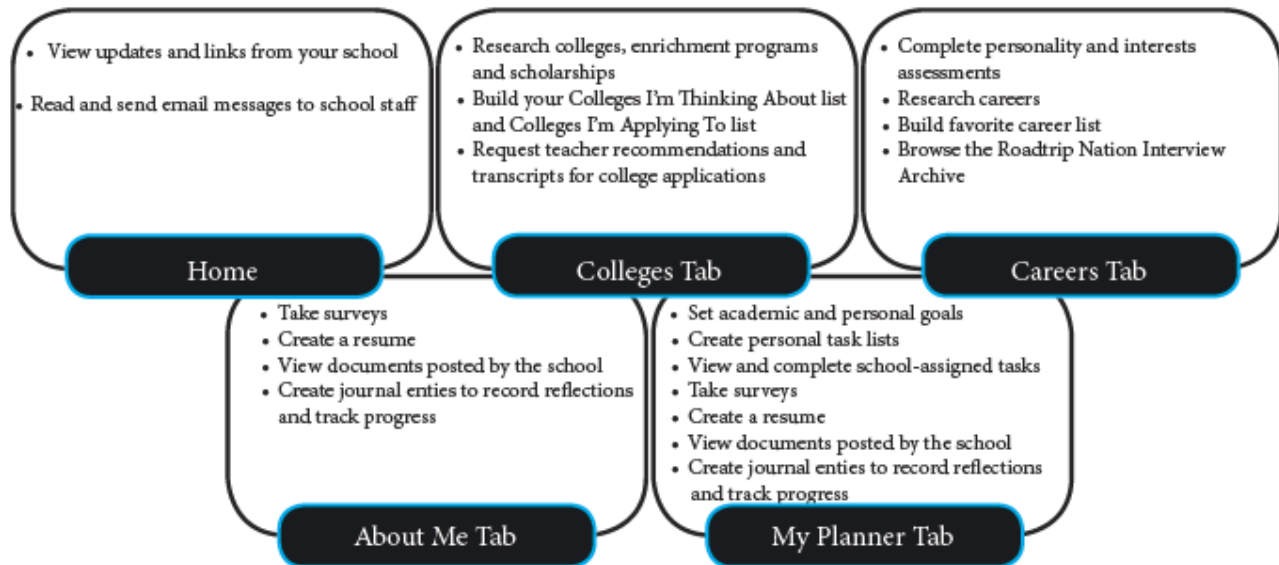 • View updates and links from your school
• Read and send email messages to school staff
Home
• Research colleges, enrichment programs
and scholarships
• Build your Colleges I'm Thinking About list
and Colleges I'm Applying To list
• Request teacher recommendations and
transcripts for college applications
Colleges Tab
• Complete personality and interests
assessments
• Research careers
• Build favorite career list
• Browse the Roadtrip Nation Interview
Archive
Careers Tab
• Take surveys
• Create a resume
• View documents posted by the school
• Create journal enties to record reflections
and track progress
About Me Tab
• Set academic and personal goals
• Create personal task lists
• View and complete school-assigned tasks
• Take surveys
• Create a resume
• View documents posted by the school
• Create journal enties to record reflections
and track progress
My Planner Tab